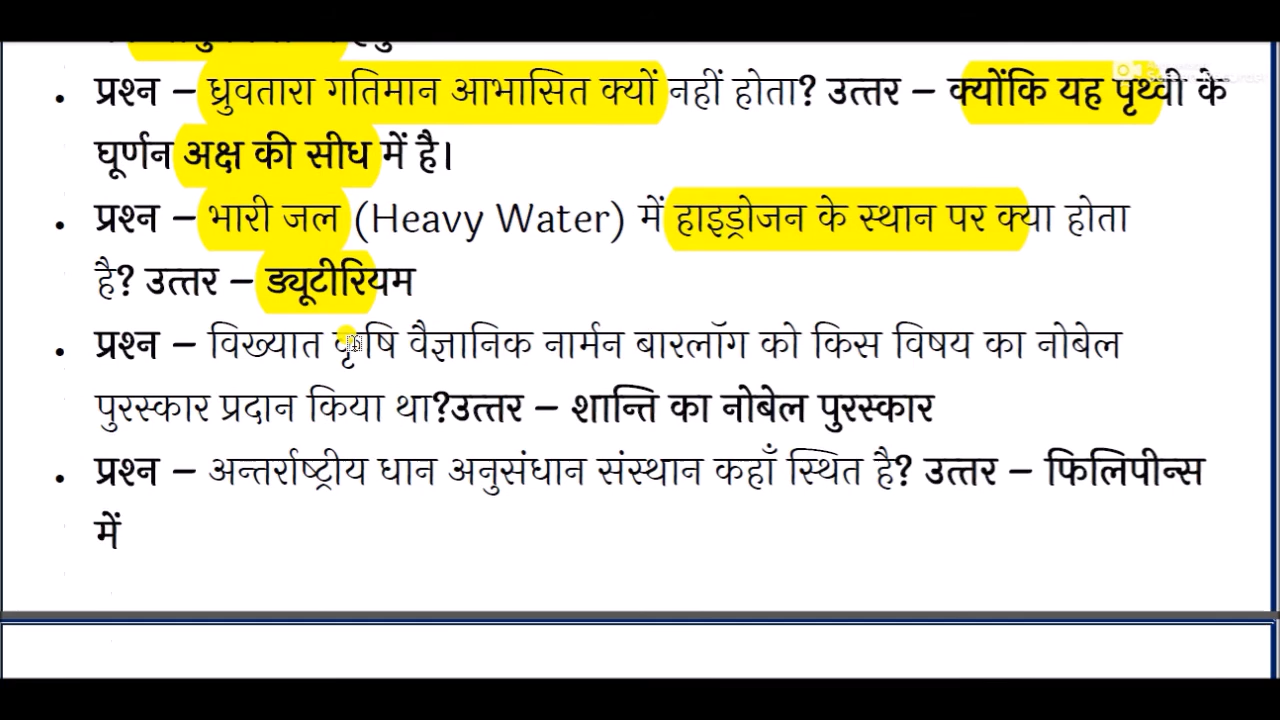 प्रश्न – ध्रुवतारा गतिमान आभासित क्यों नहीं होता? उत्तर – क्योंकि यह पृथ्वी के
घूर्णन अक्ष की सीध में है।
प्रश्न – भारी जल (Heavy Water) में हाइड्रोजन के स्थान पर क्या होता
है? उत्तर – ड्यूटीरियम
प्रश्न – विख्यात कृषि वैज्ञानिक नार्मन बारलॉग को किस विषय का नोबेल
पुरस्कार प्रदान किया था?उत्तर – शान्ति का नोबेल पुरस्कार
प्रश्न – अन्तर्राष्ट्रीय धान अनुसंधान संस्थान कहाँ स्थित है? उत्तर – फिलिपीन्स
में